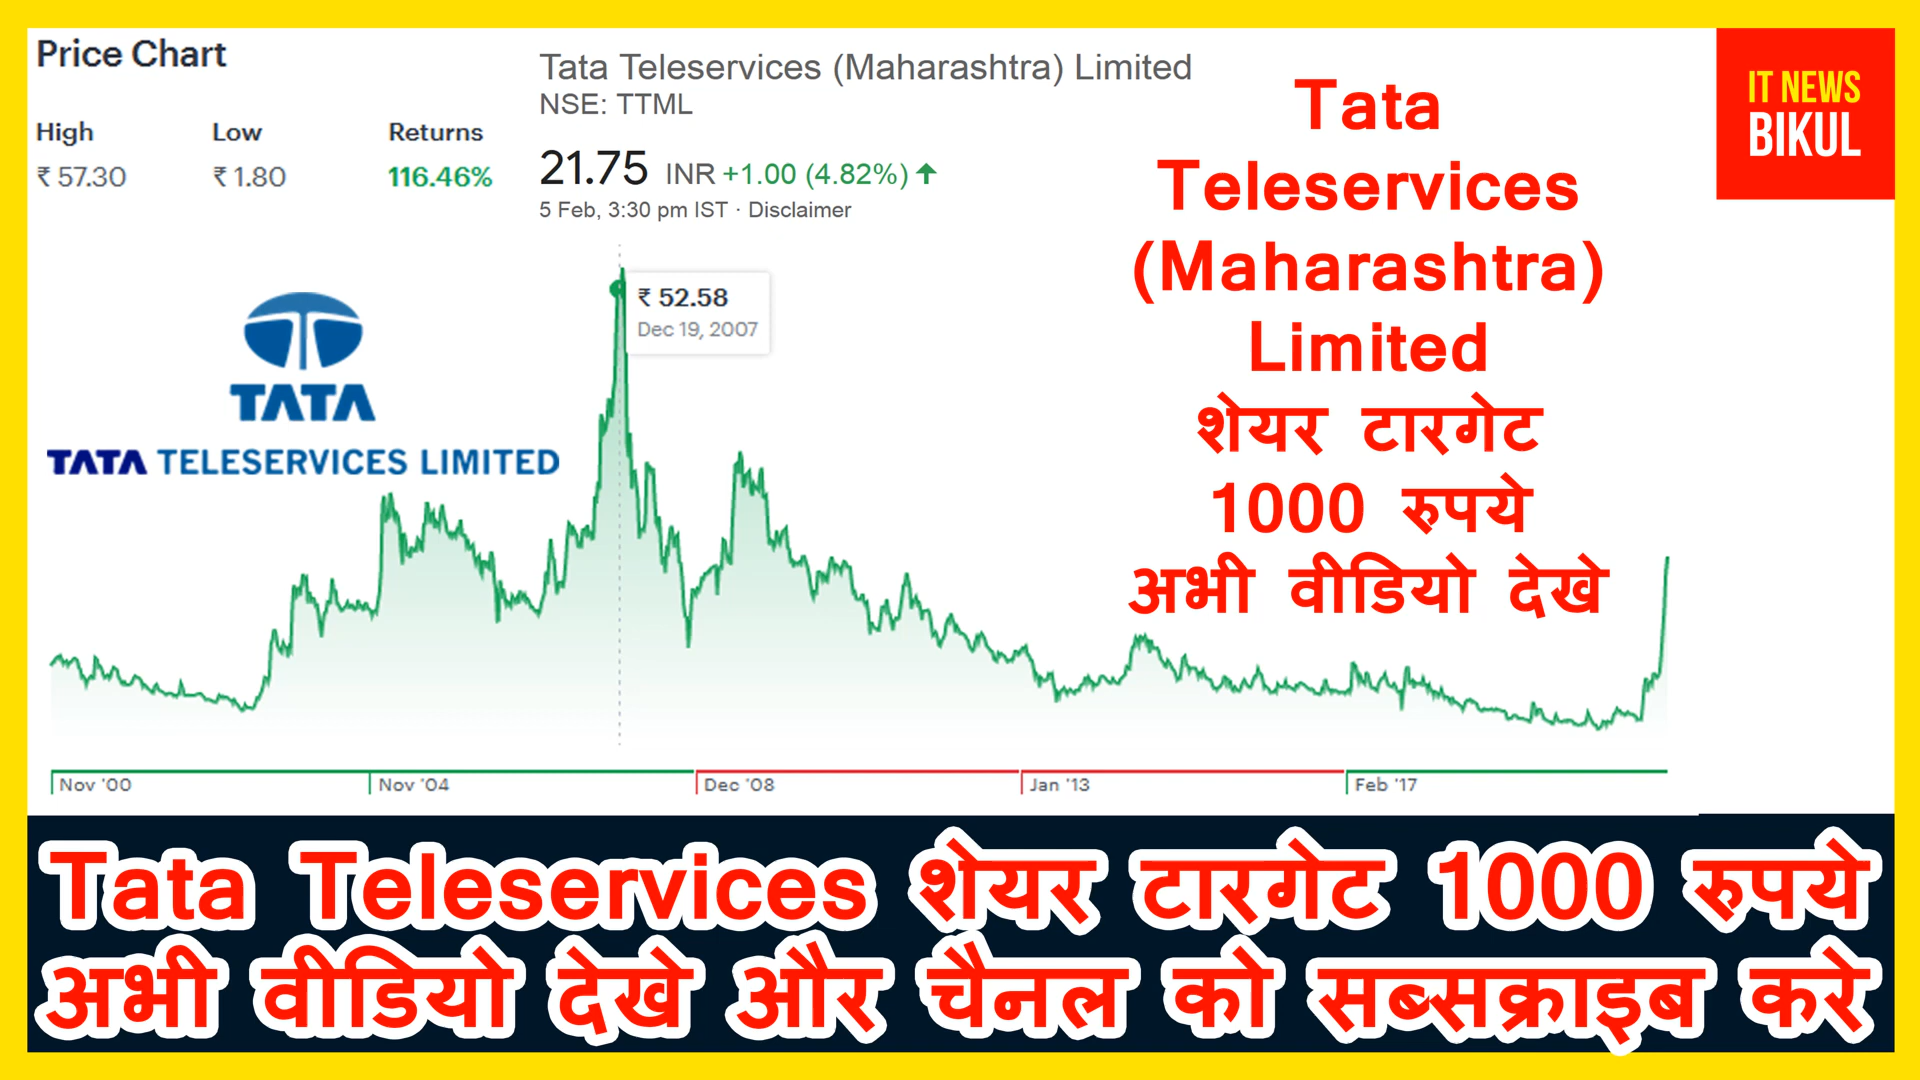 Price Chart
High Low Returns
₹ 57.30 ₹ 1.80 116.46%
Tata Teleservices (Maharashtra) Limited
NSE: TTML
21.75 INR +1.00 (4.82%)
5 Feb, 3:30 pm IST · Disclaimer
IT NEWS
BIKUL
Tata
Teleservices
(Maharashtra)
Limited
शेयर टारगेट
1000 रुपये
अभी वीडियो देखे
₹ 52.58
Dec 19, 2007
TATA
TATA TELESERVICES LIMITED
Nov '00 Nov '04 Dec '08 Jan '13 Feb '17
Tata Teleservices शेयर टारगेट 1000 रुपये
अभी वीडियो देखे और चैनल को सब्सक्राइब करे